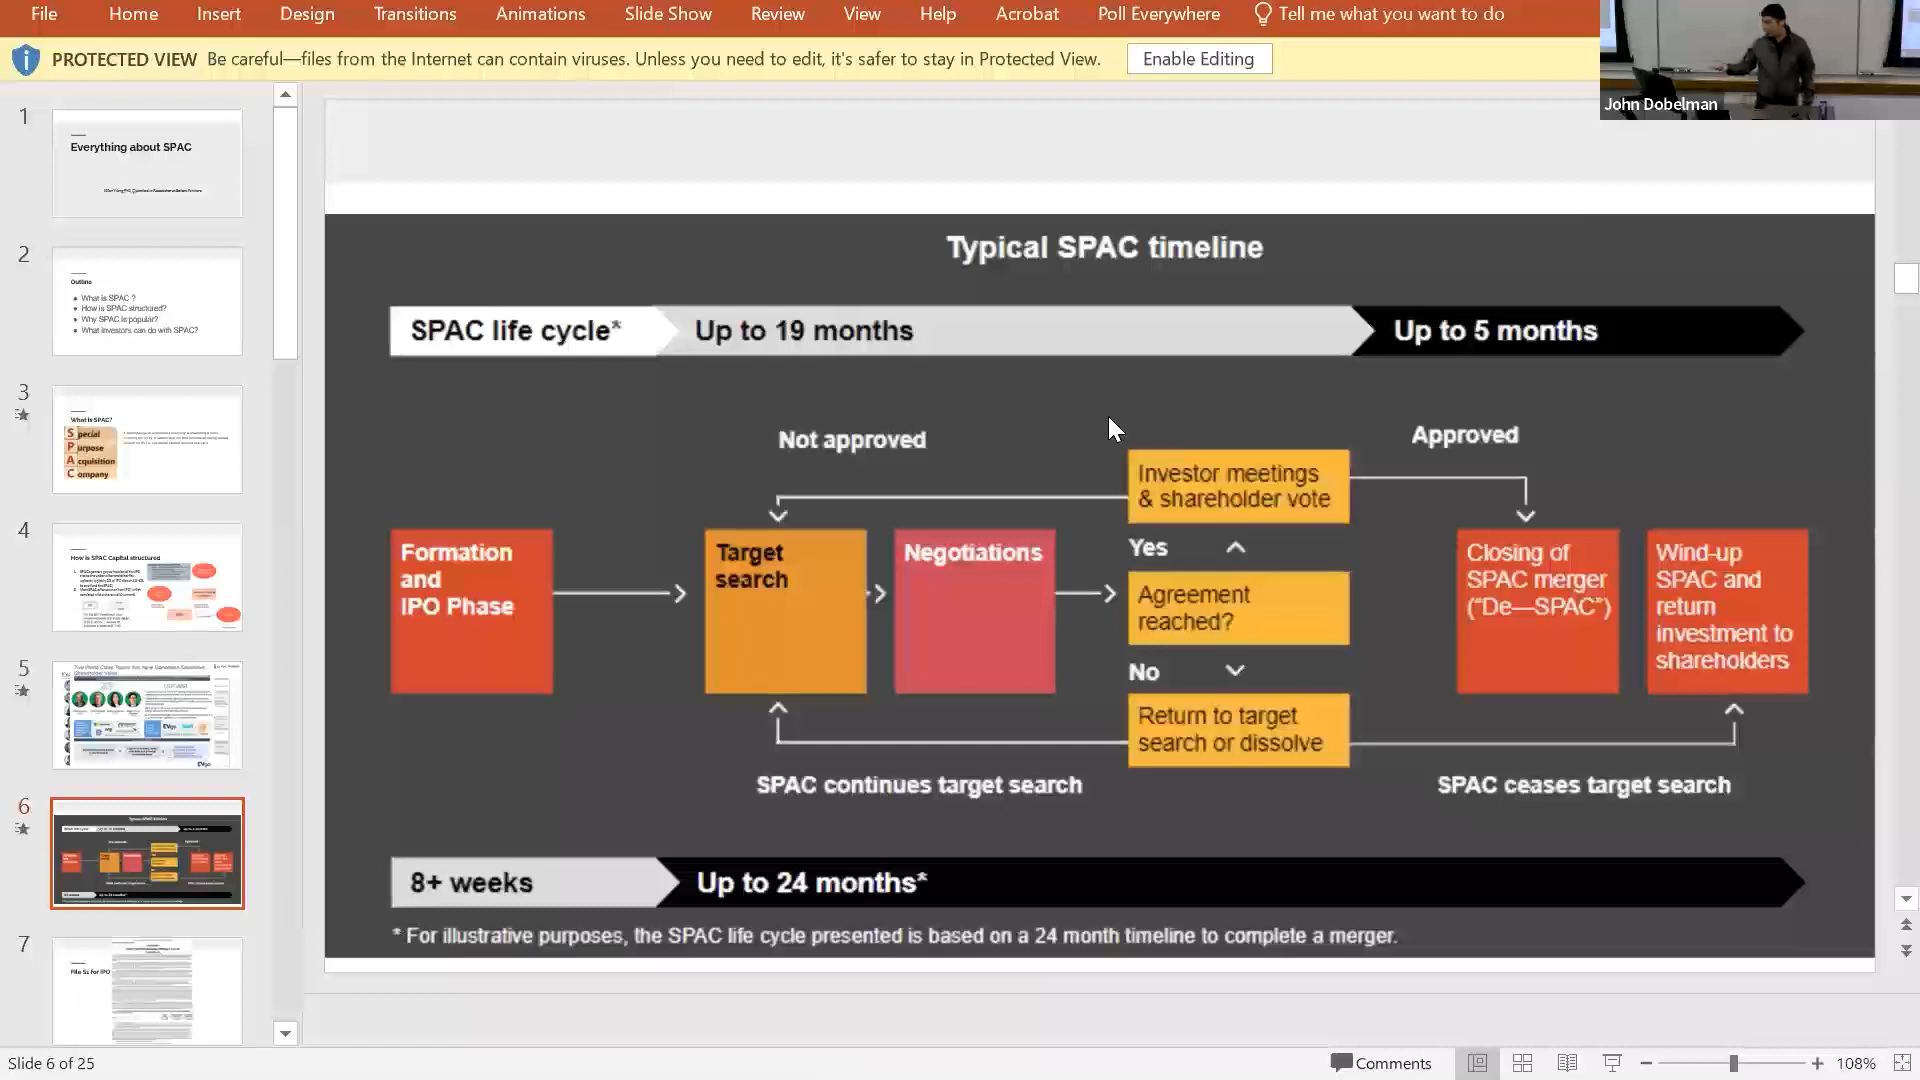 File Home Insert Design Transitions Animations Slide Show Review View Help Acrobat Poll Everywhere Tell me what you want to do
PROTECTED VIEW Be careful—files from the Internet can contain viruses. Unless you need to edit, it's safer to stay in Protected View. Enable Editing
John Dobelman
1
Everything about SPAC
2
Outline
What is SPAC ?
How is SPAC structured?
Why SPAC is popular?
What investors can do with SPAC?
3
What is SPAC?
Special
Purpose
Acquisition
Company
4
How is SPAC Capital structured
5
6
7
File S1 for IPO
Typical SPAC timeline
SPAC life cycle* Up to 19 months Up to 5 months
Not approved
Approved
Investor meetings
& shareholder vote
Formation
and
IPO Phase
Target
search
Negotiations
Yes
Agreement
reached?
No
Return to target
search or dissolve
Closing of
SPAC merger
("De—SPAC")
Wind-up
SPAC and
return
investment to
shareholders
SPAC continues target search
SPAC ceases target search
8+ weeks Up to 24 months*
* For illustrative purposes, the SPAC life cycle presented is based on a 24 month timeline to complete a merger.
Slide 6 of 25
Comments
108%